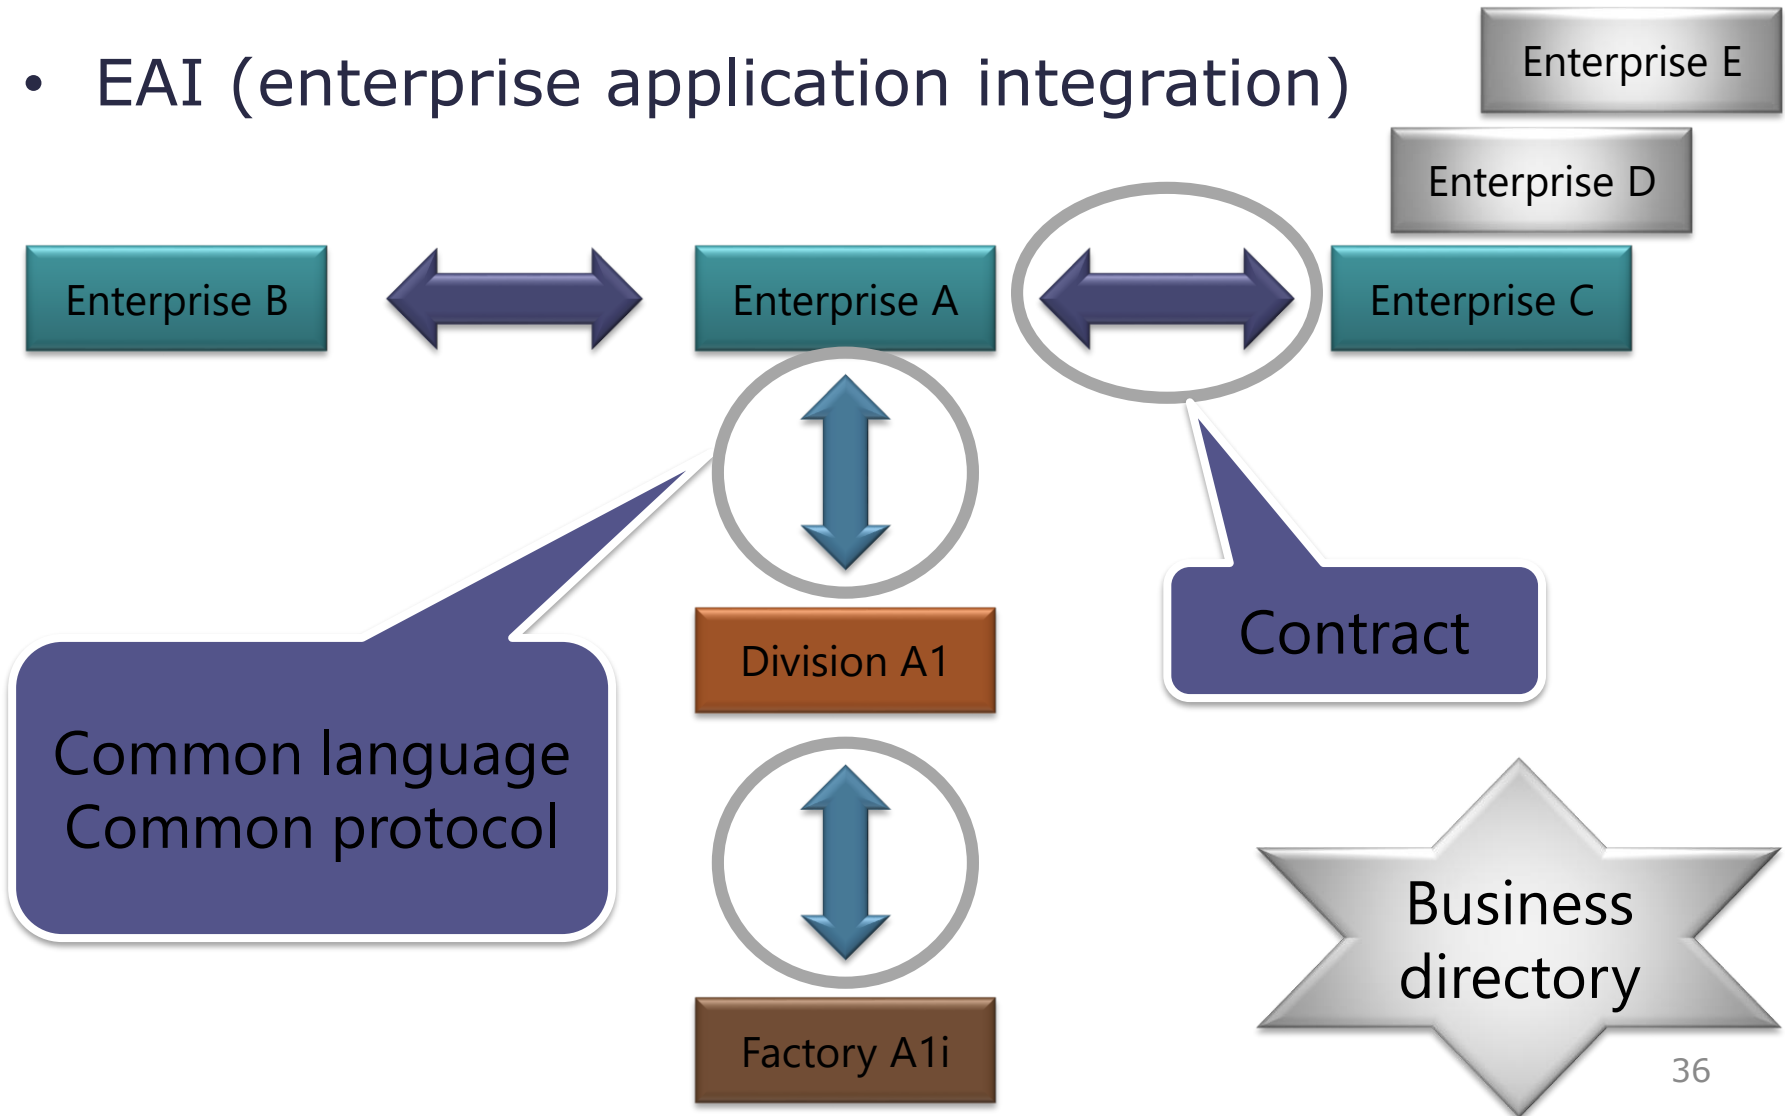 • EAI (enterprise application integration)
Enterprise E
Enterprise D
Enterprise B
Enterprise A
Enterprise C
Division A1
Contract
Common language
Common protocol
Business
directory
Factory A1i
36